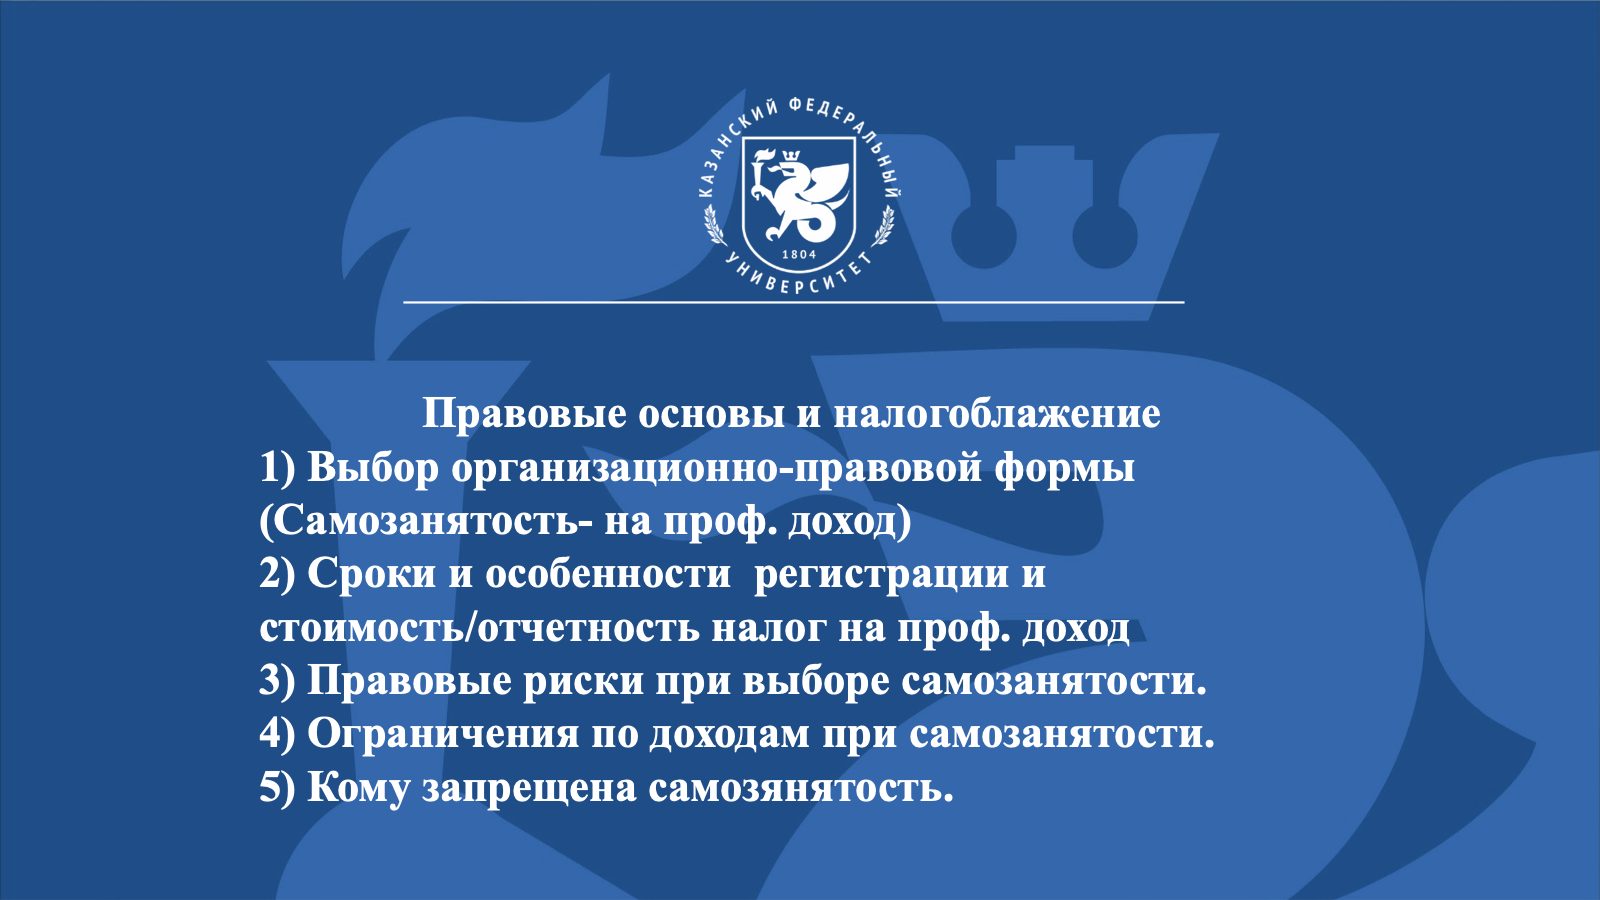 КАЗАНСКИЙ ФЕДЕРАЛЬНЫЙ
1804
УНИВЕРСИТЕТ
Правовые основы и налогоблажение
1) Выбор организационно-правовой формы
(Самозанятость- на проф. доход)
2) Сроки и особенности  регистрации и
стоимость/отчетность налог на проф. доход
3) Правовые риски при выборе самозанятости.
4) Ограничения по доходам при самозанятости.
5) Кому запрещена самозянятость.